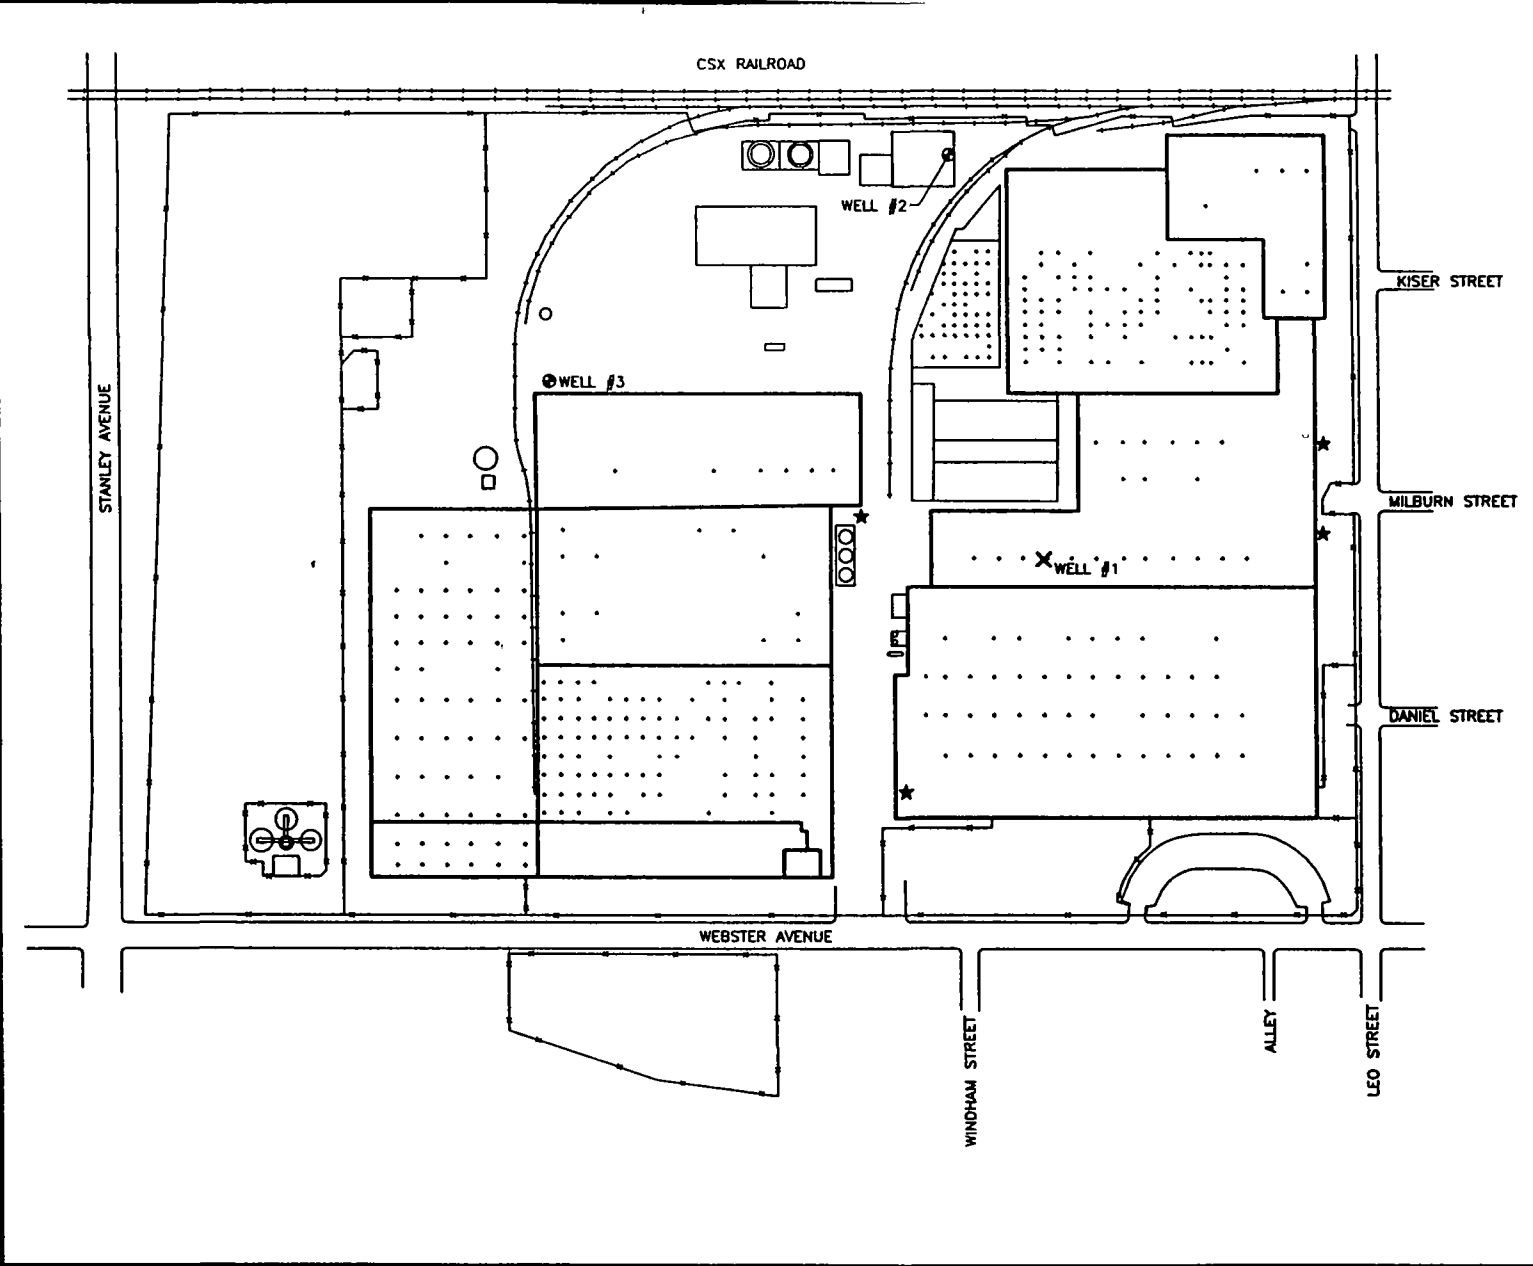 CSX RAILROAD
WELL #2
KISER STREET
WELL #3
STANLEY AVENUE
MILBURN STREET
WELL #1
DANIEL STREET
WEBSTER AVENUE
WINDHAM STREET
ALLEY
LEO STREET